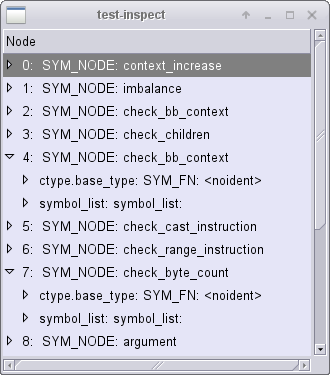 test-inspect
Node
0: SYM_NODE: context_increase
1: SYM_NODE: imbalance
2: SYM_NODE: check_bb_context
3: SYM_NODE: check_children
4: SYM_NODE: check_bb_context
ctype.base_type: SYM_FN: <noident>
symbol_list: symbol_list:
5: SYM_NODE: check_cast_instruction
6: SYM_NODE: check_range_instruction
7: SYM_NODE: check_byte_count
ctype.base_type: SYM_FN: <noident>
symbol_list: symbol_list:
8: SYM_NODE: argument